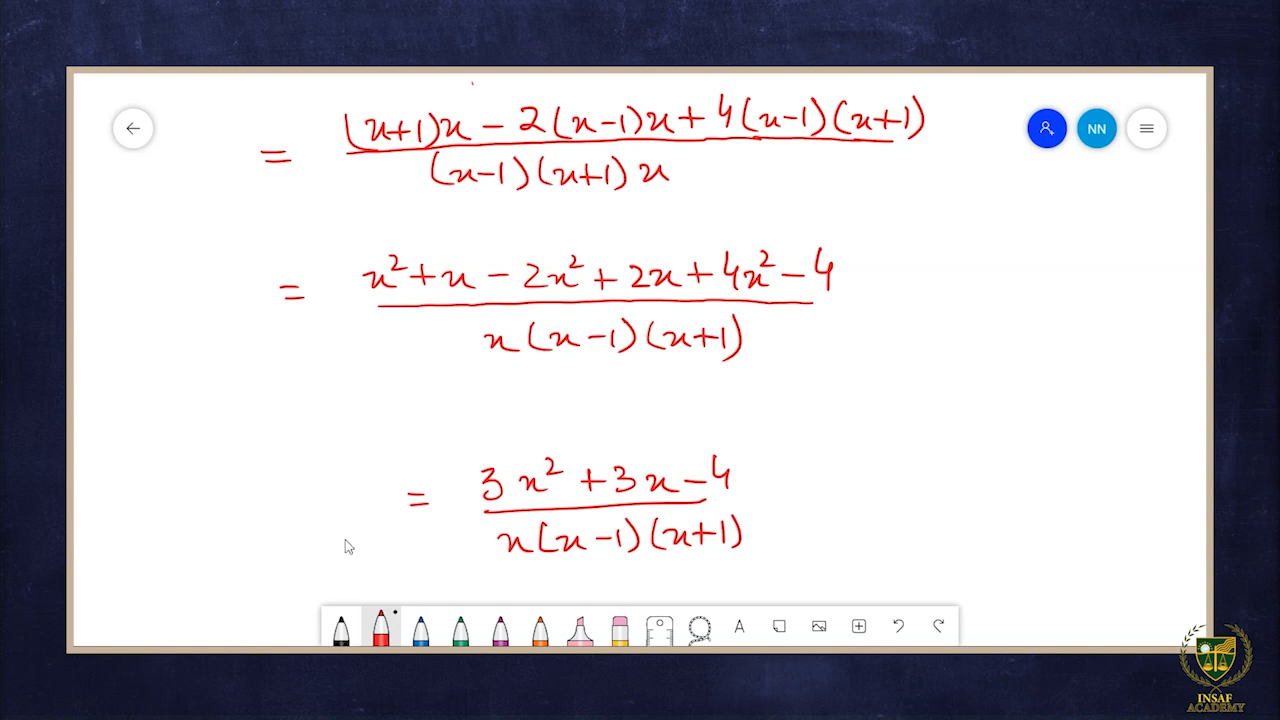 = ((x+1)x - 2(x-1)x + 4(x-1)(x+1)) / ((x-1)(x+1)x)
= (x² + x - 2x² + 2x + 4x² - 4) / (x(x-1)(x+1))
= (3x² + 3x - 4) / (x(x-1)(x+1))
NN
A
INSAF
ACADEMY